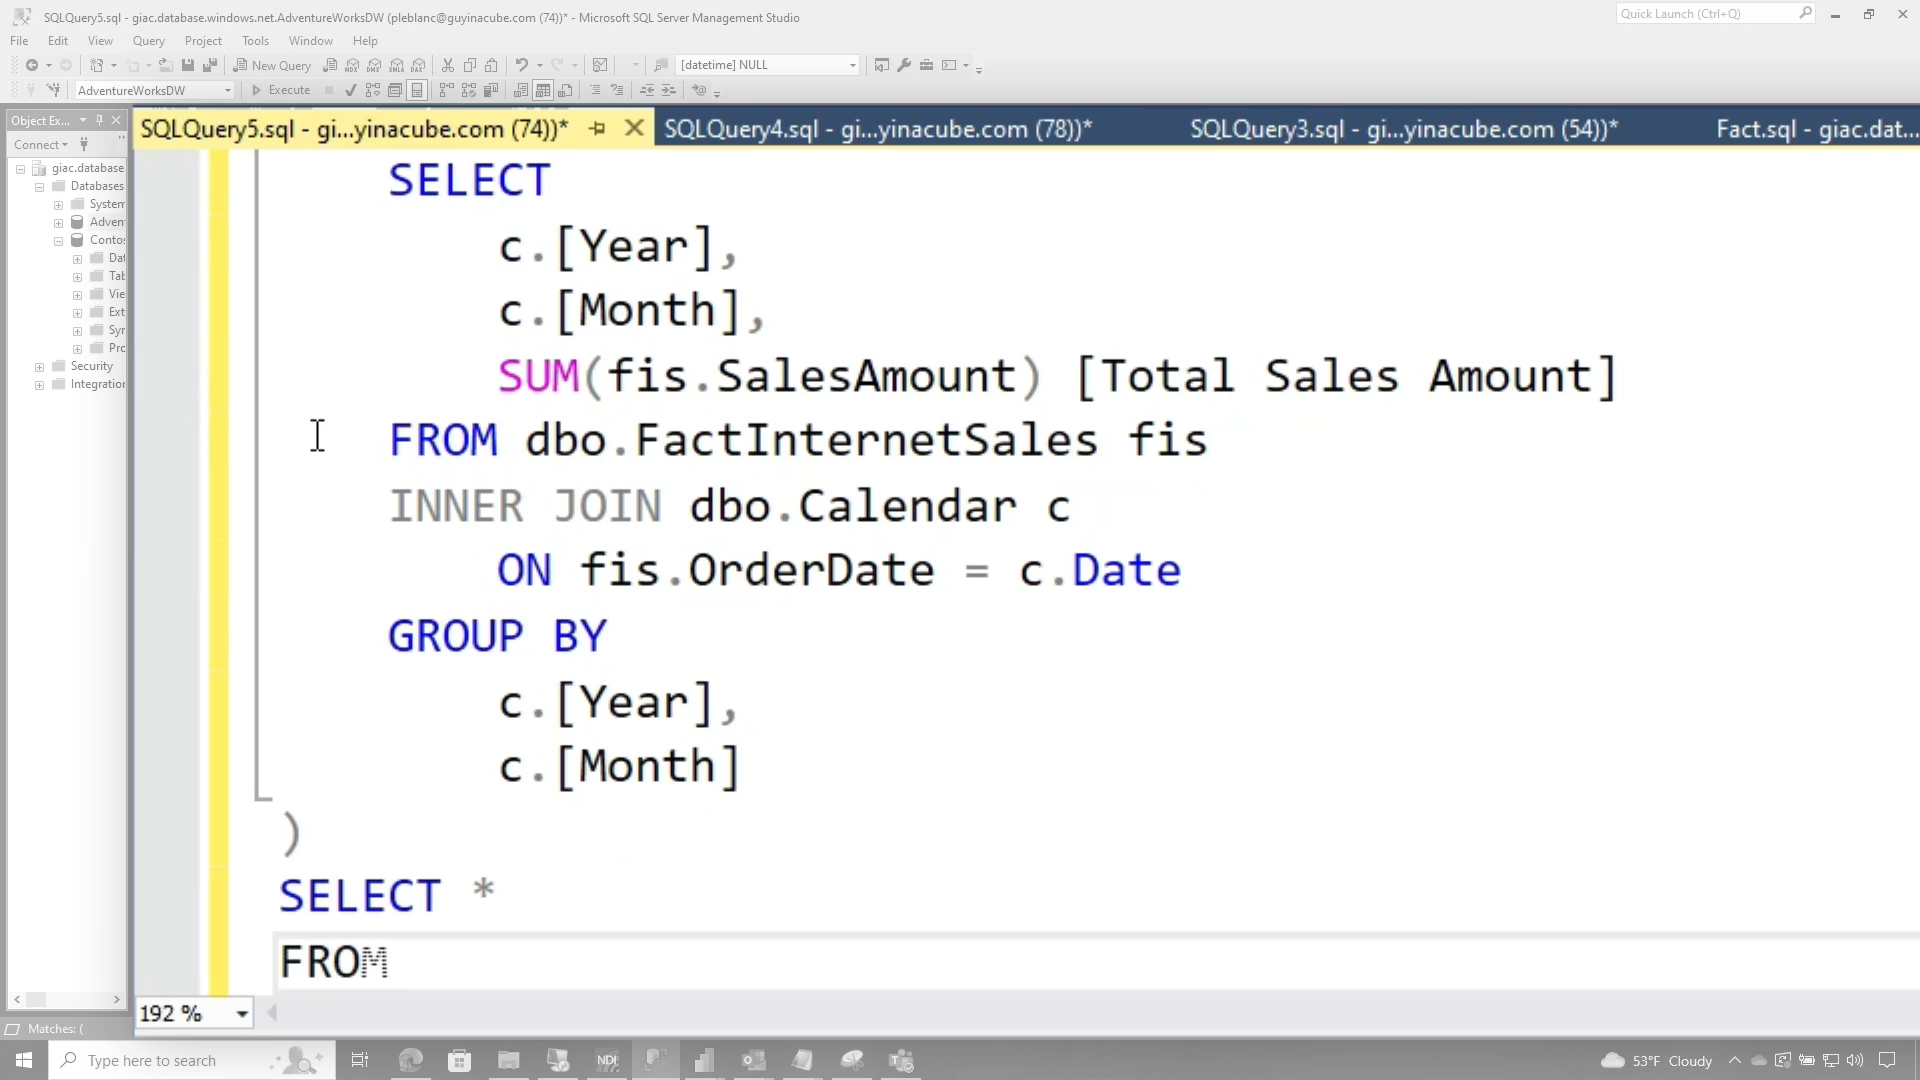 SQLQuery5.sql - giac.database.windows.net.AdventureWorksDW (pleblanc@guyinacube.com (74))* - Microsoft SQL Server Management Studio
Quick Launch (Ctrl+Q)
File Edit View Query Project Tools Window Help
New Query
[datetime] NULL
AdventureWorksDW
Execute
Object Ex...
SQLQuery5.sql - gi...yinacube.com (74))*
SQLQuery4.sql - gi...yinacube.com (78))*
SQLQuery3.sql - gi...yinacube.com (54))*
Fact.sql - giac.dat...
Connect
giac.database
Databases
System
Adven
Conto
Dat
Tab
Vie
Ext
Syn
Pro
Security
Integration
SELECT
c.[Year],
c.[Month],
SUM(fis.SalesAmount) [Total Sales Amount]
FROM dbo.FactInternetSales fis
INNER JOIN dbo.Calendar c
ON fis.OrderDate = c.Date
GROUP BY
c.[Year],
c.[Month]
)
SELECT *
FROM
192 %
Matches: (
Type here to search
NDI
53°F Cloudy